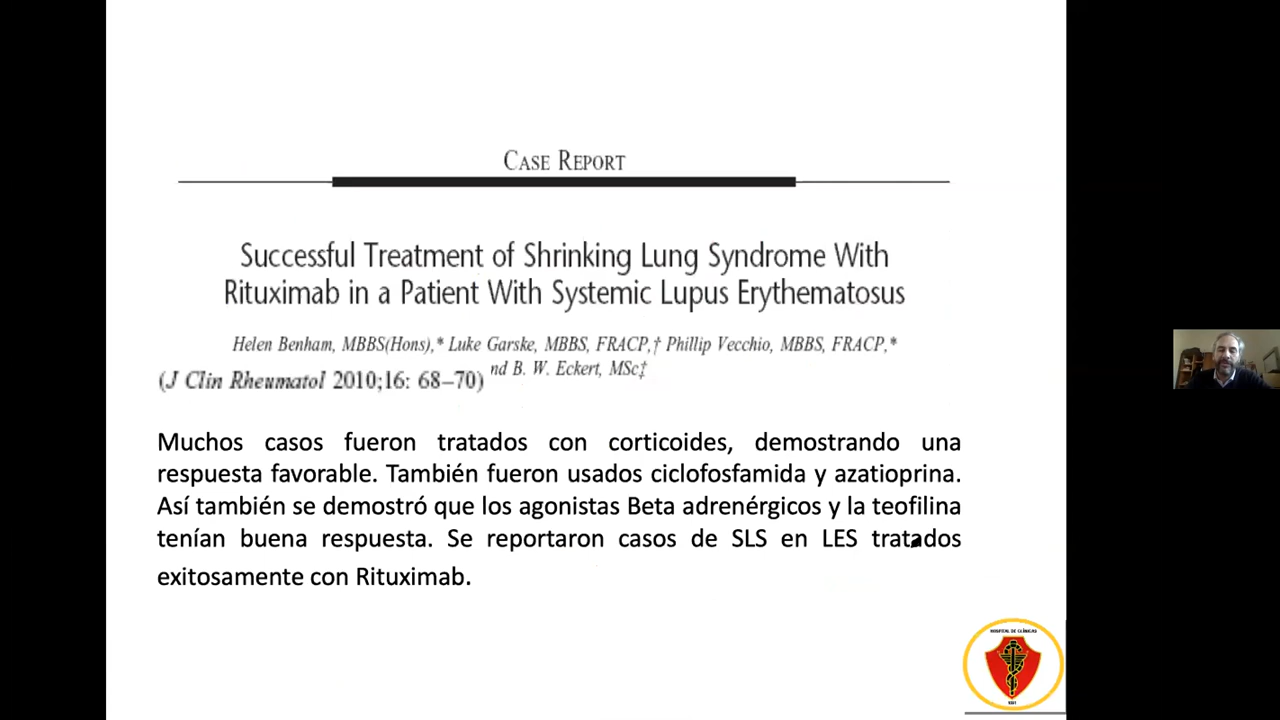 CASE REPORT
Successful Treatment of Shrinking Lung Syndrome With
Rituximab in a Patient With Systemic Lupus Erythematosus
Helen Benham, MBBS(Hons),* Luke Garske, MBBS, FRACP,† Phillip Vecchio, MBBS, FRACP,*
nd B. W. Eckert, MSc‡
(J Clin Rheumatol 2010;16: 68–70)
Muchos casos fueron tratados con corticoides, demostrando una
respuesta favorable. También fueron usados ciclofosfamida y azatioprina.
Así también se demostró que los agonistas Beta adrenérgicos y la teofilina
tenían buena respuesta. Se reportaron casos de SLS en LES tratados
exitosamente con Rituximab.
HOSPITAL DE CLÍNICAS